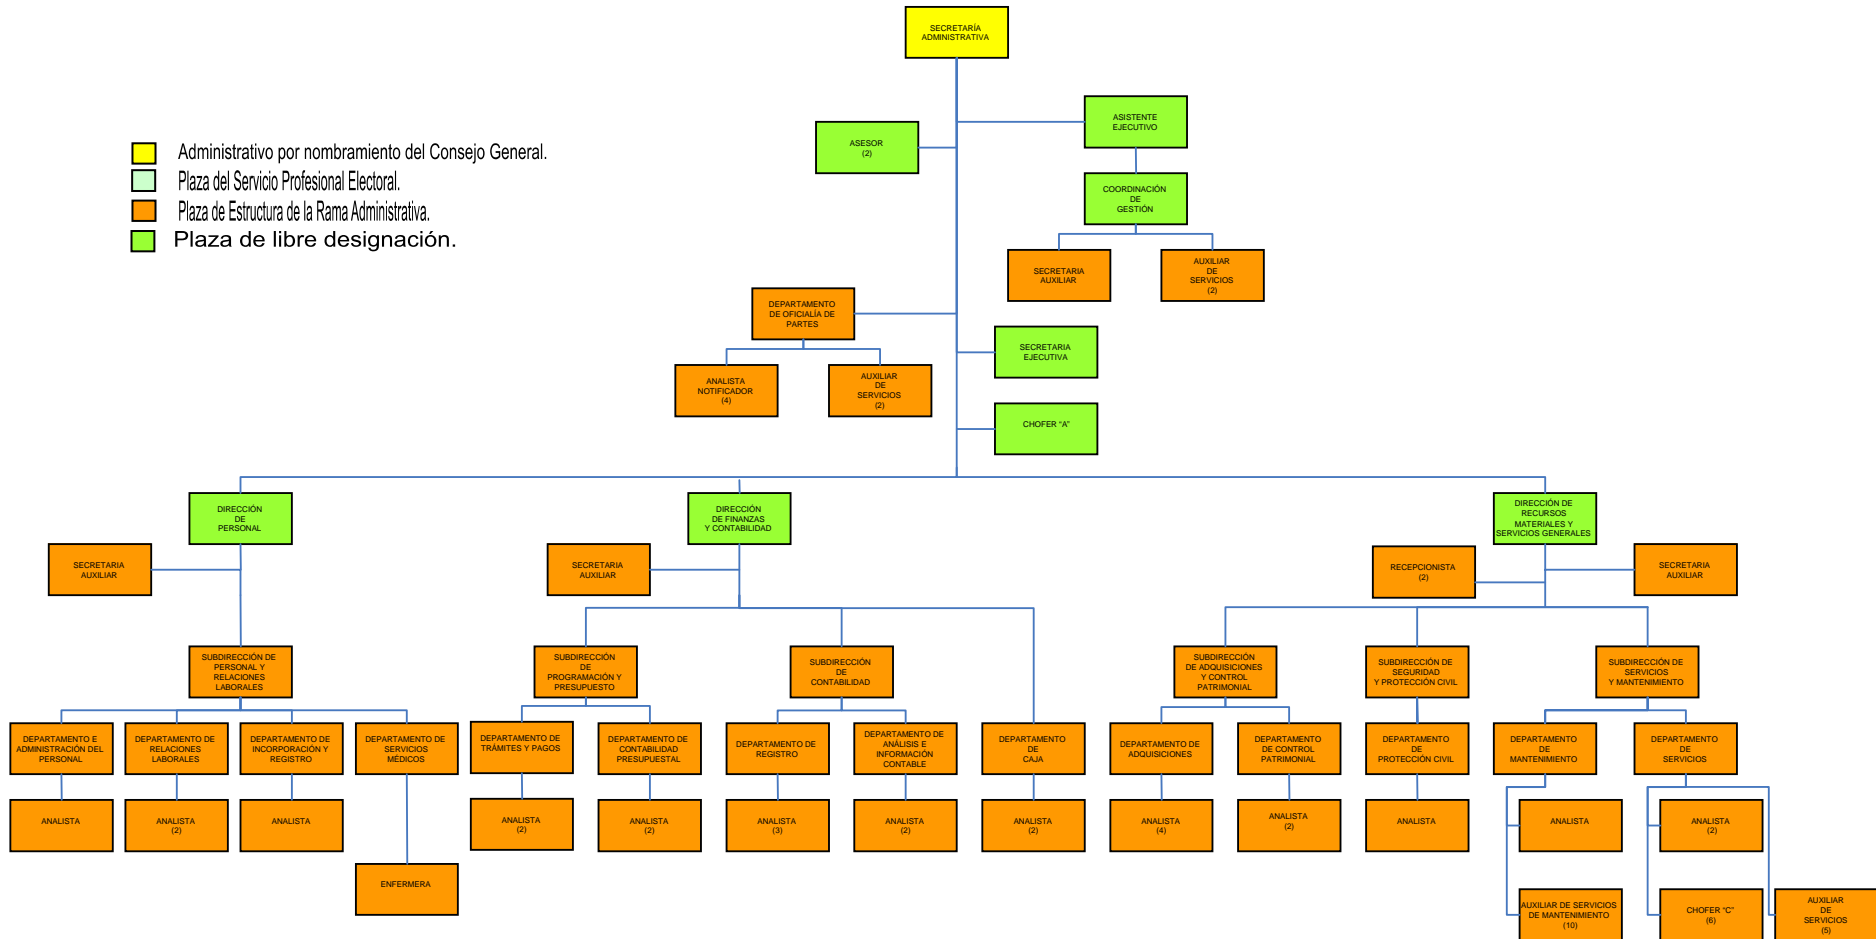 SECRETARÍA
ADMINISTRATIVA
ASISTENTE
EJECUTIVO
ASESOR
(2)
Administrativo por nombramiento del Consejo General.
Plaza del Servicio Profesional Electoral.
Plaza de Estructura de la Rama Administrativa.
Plaza de libre designación.
COORDINACIÓN
DE
GESTIÓN
SECRETARIA
AUXILIAR
AUXILIAR
DE
SERVICIOS
(2)
DEPARTAMENTO
DE OFICIALÍA DE
PARTES
SECRETARIA
EJECUTIVA
ANALISTA
NOTIFICADOR
(4)
AUXILIAR
DE
SERVICIOS
(2)
CHOFER "A"
DIRECCIÓN
DE
PERSONAL
DIRECCIÓN
DE FINANZAS
Y CONTABILIDAD
DIRECCIÓN DE
RECURSOS
MATERIALES Y
SERVICIOS GENERALES
SECRETARIA
AUXILIAR
SECRETARIA
AUXILIAR
RECEPCIONISTA
(2)
SECRETARIA
AUXILIAR
SUBDIRECCIÓN DE
PERSONAL Y
RELACIONES
LABORALES
SUBDIRECCIÓN
DE
PROGRAMACIÓN Y
PRESUPUESTO
SUBDIRECCIÓN
DE
CONTABILIDAD
SUBDIRECCIÓN
DE ADQUISICIONES
Y CONTROL
PATRIMONIAL
SUBDIRECCIÓN DE
SEGURIDAD
Y PROTECCIÓN CIVIL
SUBDIRECCIÓN DE
SERVICIOS
Y MANTENIMIENTO
DEPARTAMENTO E
ADMINISTRACIÓN DEL
PERSONAL
DEPARTAMENTO DE
RELACIONES
LABORALES
DEPARTAMENTO DE
INCORPORACIÓN Y
REGISTRO
DEPARTAMENTO DE
SERVICIOS
MÉDICOS
DEPARTAMENTO DE
TRÁMITES Y PAGOS
DEPARTAMENTO DE
CONTABILIDAD
PRESUPUESTAL
DEPARTAMENTO DE
REGISTRO
DEPARTAMENTO DE
ANÁLISIS E
INFORMACIÓN
CONTABLE
DEPARTAMENTO
DE
CAJA
DEPARTAMENTO DE
ADQUISICIONES
DEPARTAMENTO
DE CONTROL
PATRIMONIAL
DEPARTAMENTO
DE
PROTECCIÓN CIVIL
DEPARTAMENTO
DE
MANTENIMIENTO
DEPARTAMENTO
DE
SERVICIOS
ANALISTA
ANALISTA
(2)
ANALISTA
ANALISTA
(2)
ANALISTA
(2)
ANALISTA
(3)
ANALISTA
(2)
ANALISTA
(2)
ANALISTA
(4)
ANALISTA
(2)
ANALISTA
ANALISTA
ANALISTA
(2)
ENFERMERA
AUXILIAR DE SERVICIOS
DE MANTENIMIENTO
(10)
CHOFER "C"
(6)
AUXILIAR
DE
SERVICIOS
(5)